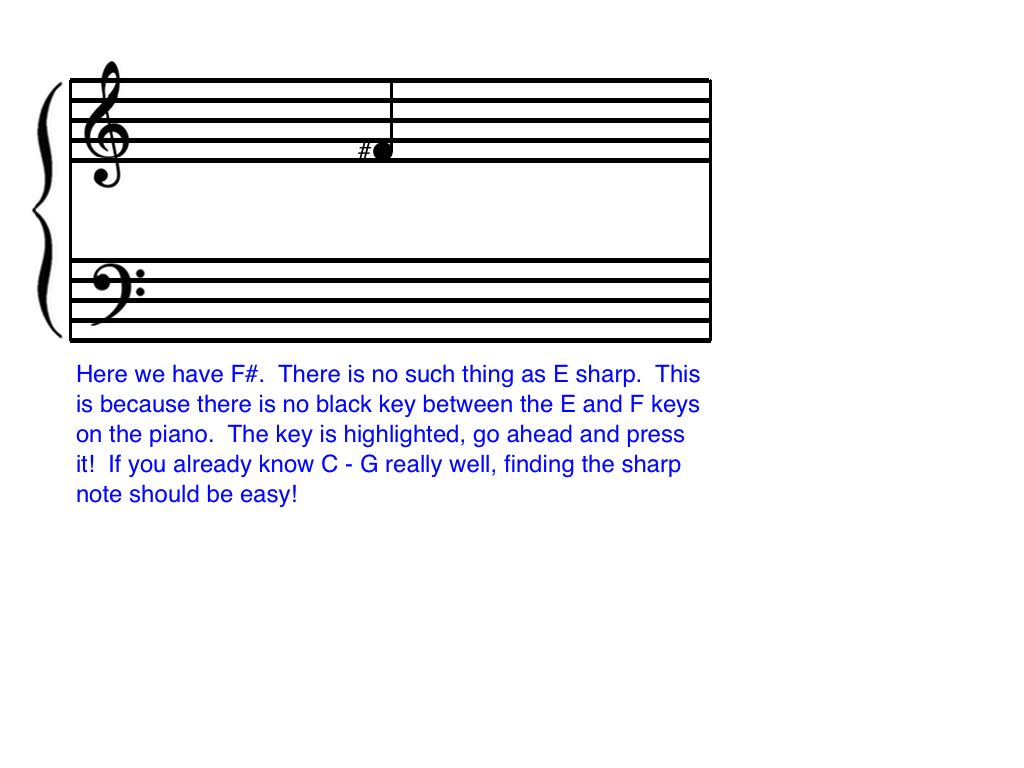 #
Here we have F#.  There is no such thing as E sharp.  This
is because there is no black key between the E and F keys
on the piano.  The key is highlighted, go ahead and press
it!  If you already know C - G really well, finding the sharp
note should be easy!